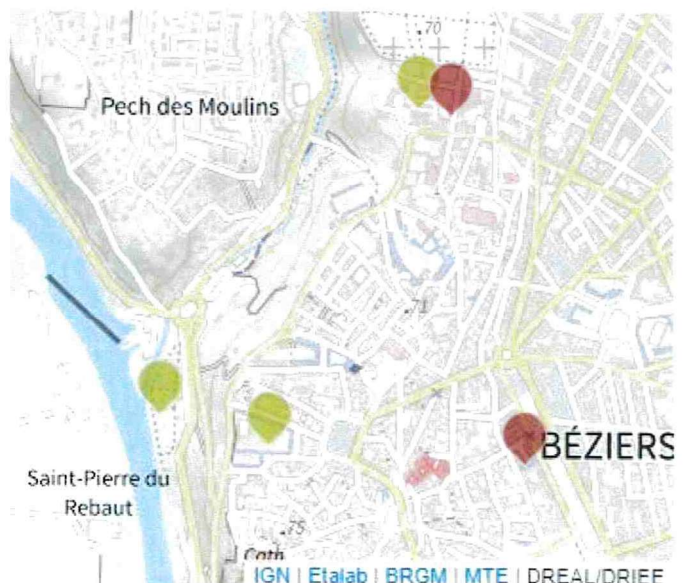 .70
Pech des Moulins
.71
BÉZIERS
Saint-Pierre du
Rebaut
.75
Cath
IGN | Etalab | BRGM | MTE | DREAL/DRIEE